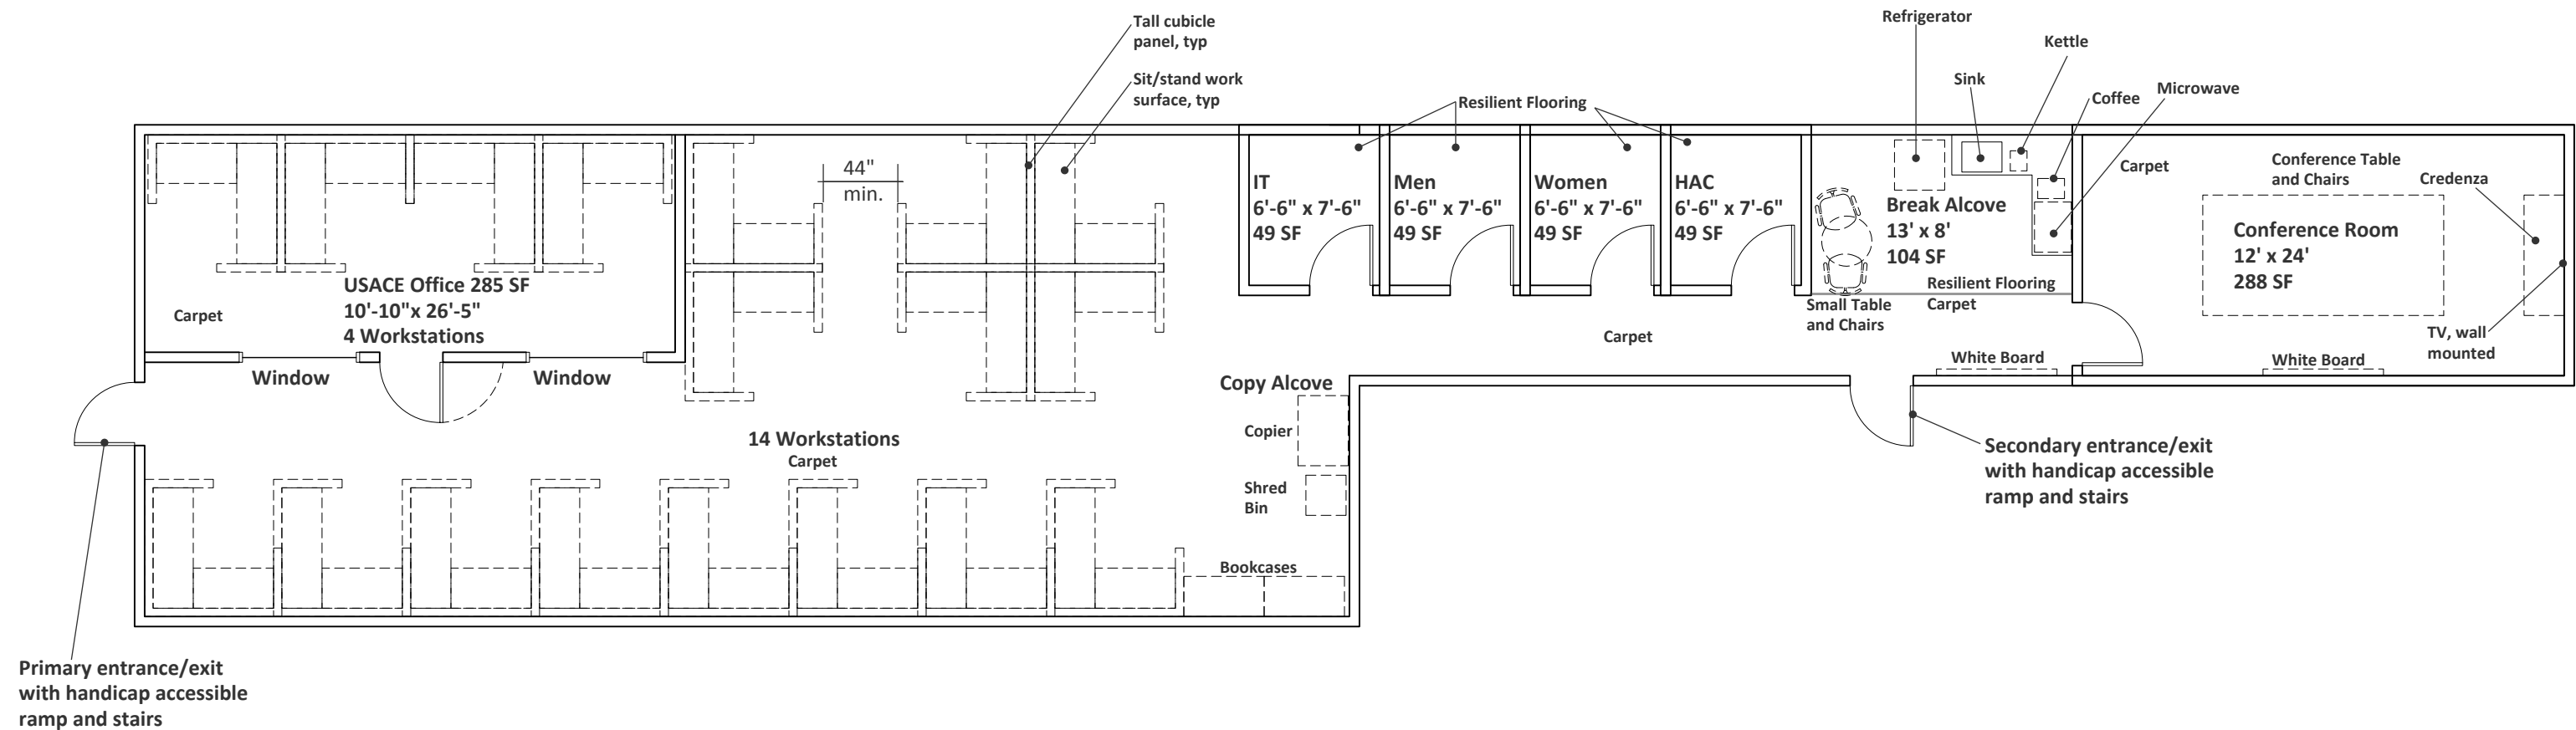 Tall cubicle
panel, typ
Sit/stand work
surface, typ
Refrigerator
Kettle
Sink
Microwave
Coffee
Resilient Flooring
44"
min.
IT
6'-6" x 7'-6"
49 SF
Men
6'-6" x 7'-6"
49 SF
Women
6'-6" x 7'-6"
49 SF
HAC
6'-6" x 7'-6"
49 SF
Break Alcove
13' x 8'
104 SF
Resilient Flooring
Carpet
Small Table
and Chairs
Carpet
Conference Table
and Chairs
Credenza
Conference Room
12' x 24'
288 SF
TV, wall
mounted
White Board
White Board
USACE Office 285 SF
10'-10"x 26'-5"
4 Workstations
Carpet
Window
Window
Carpet
Copy Alcove
Copier
Shred
Bin
Bookcases
14 Workstations
Carpet
Secondary entrance/exit
with handicap accessible
ramp and stairs
Primary entrance/exit
with handicap accessible
ramp and stairs